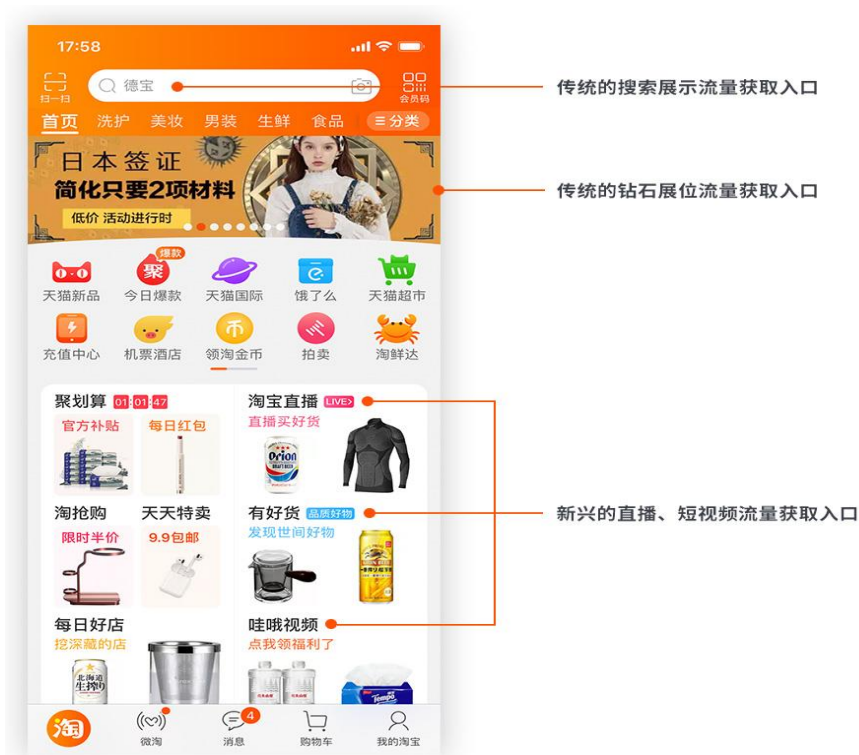 17:58
扫一扫
德宝
会员码
传统的搜索展示流量获取入口
首页 洗护 美妆 男装 生鲜 食品 分类
日本签证
简化只要2项材料
低价 活动进行时
传统的钻石展位流量获取入口
爆款
聚
天猫新品 今日爆款 天猫国际 饿了么 天猫超市
币
充值中心 机票酒店 领淘金币 拍卖 淘鲜达
聚划算 01:01:47
淘宝直播 LIVE
官方补贴 每日红包
直播买好货
Orion
DRAFT BEER
淘抢购 天天特卖
有好货 品质好物
新兴的直播、短视频流量获取入口
限时半价 9.9包邮
发现世间好物
每日好店
哇哦视频
挖深藏的店
点我领福利了
北海道
生搾り
Tempo
淘
4
微淘 消息 购物车 我的淘宝